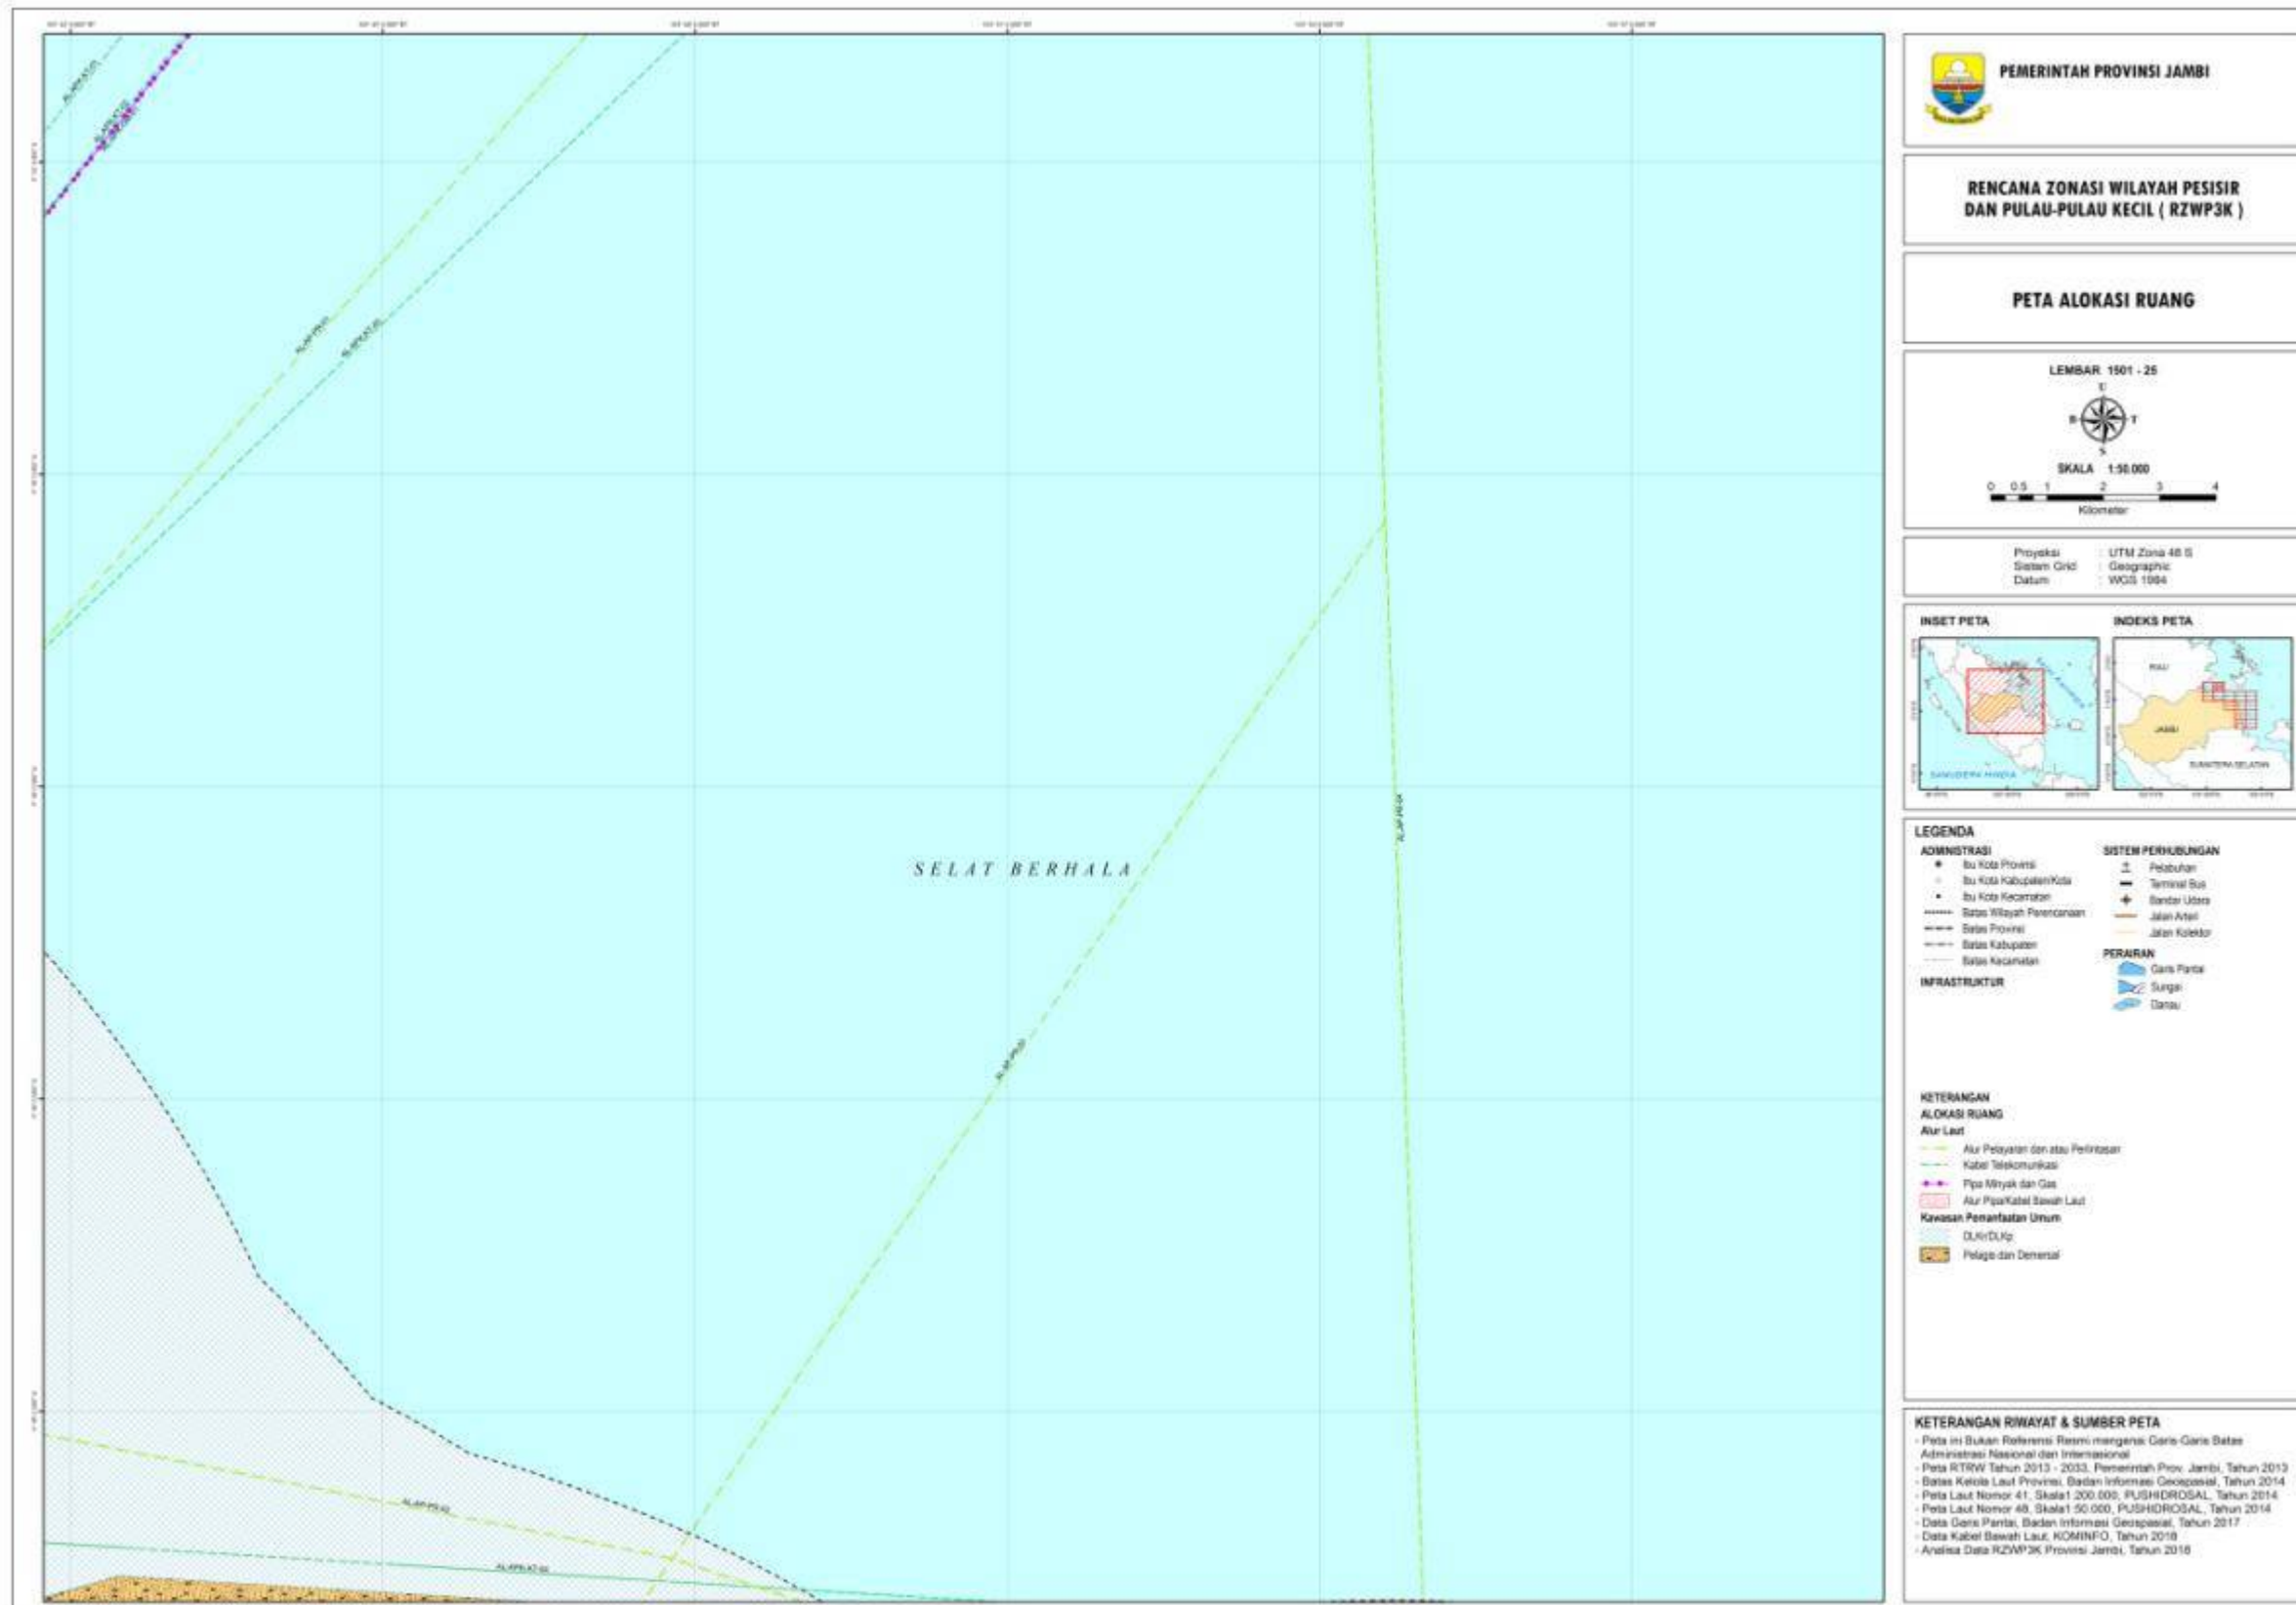 PEMERINTAH PROVINSI JAMBI
RENCANA ZONASI WILAYAH PESISIR
DAN PULAU-PULAU KECIL ( RZWP3K )
PETA ALOKASI RUANG
LEMBAR 1501 - 25
U
B T
S
SKALA 1:50.000
0 0.5 1 2 3 4
Kilometer
Proyeksi : UTM Zona 48 S
Sistem Grid : Geographic
Datum : WGS 1984
INSET PETA
SAMUDERA HINDIA
INDEKS PETA
RIAU
JAMBI
SUMATERA SELATAN
LEGENDA
ADMINISTRASI
Ibu Kota Provinsi
Ibu Kota Kabupaten/Kota
Ibu Kota Kecamatan
Batas Wilayah Perencanaan
Batas Provinsi
Batas Kabupaten
Batas Kecamatan
INFRASTRUKTUR
SISTEM PERHUBUNGAN
Pelabuhan
Terminal Bus
Bandar Udara
Jalan Arteri
Jalan Kolektor
PERAIRAN
Garis Pantai
Sungai
Danau
KETERANGAN
ALOKASI RUANG
Alur Laut
Alur Pelayaran dan atau Perlintasan
Kabel Telekomunikasi
Pipa Minyak dan Gas
Alur Pipa/Kabel Bawah Laut
Kawasan Pemanfaatan Umum
DLKr/DLKp
Pelagis dan Demersal
KETERANGAN RIWAYAT & SUMBER PETA
- Peta ini Bukan Referensi Resmi mengenai Garis-Garis Batas
Administrasi Nasional dan Internasional
- Peta RTRW Tahun 2013 - 2033, Pemerintah Prov. Jambi, Tahun 2013
- Batas Kelola Laut Provinsi, Badan Informasi Geospasial, Tahun 2014
- Peta Laut Nomor 41, Skala1:200.000, PUSHIDROSAL, Tahun 2014
- Peta Laut Nomor 48, Skala1:50.000, PUSHIDROSAL, Tahun 2014
- Data Garis Pantai, Badan Informasi Geospasial, Tahun 2017
- Data Kabel Bawah Laut, KOMINFO, Tahun 2018
- Analisa Data RZWP3K Provinsi Jambi, Tahun 2018
SELAT BERHALA